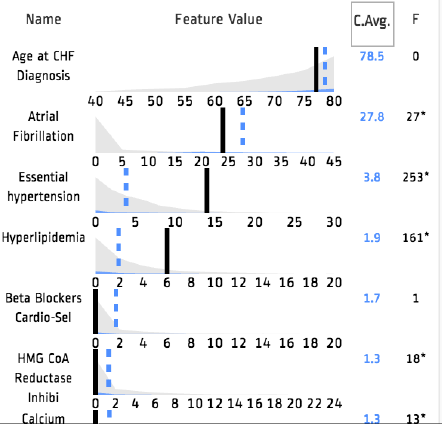 Name Feature Value C.Avg. F
Age at CHF
Diagnosis 78.5 0
40 45 50 55 60 65 70 75 80
Atrial
Fibrillation 27.8 27*
0 5 10 15 20 25 30 35 40 45
Essential
hypertension 3.8 253*
0 5 10 15 20 25 30
Hyperlipidemia 1.9 161*
0 2 4 6 8 10 12 14 16 18 20
Beta Blockers
Cardio-Sel 1.7 1
0 2 4 6 8 10 12 14 16 18 20
HMG CoA
Reductase
Inhibi 1.3 18*
0 2 4 6 8 10 12 14 16 18 20 22 24
Calcium 1.3 13*